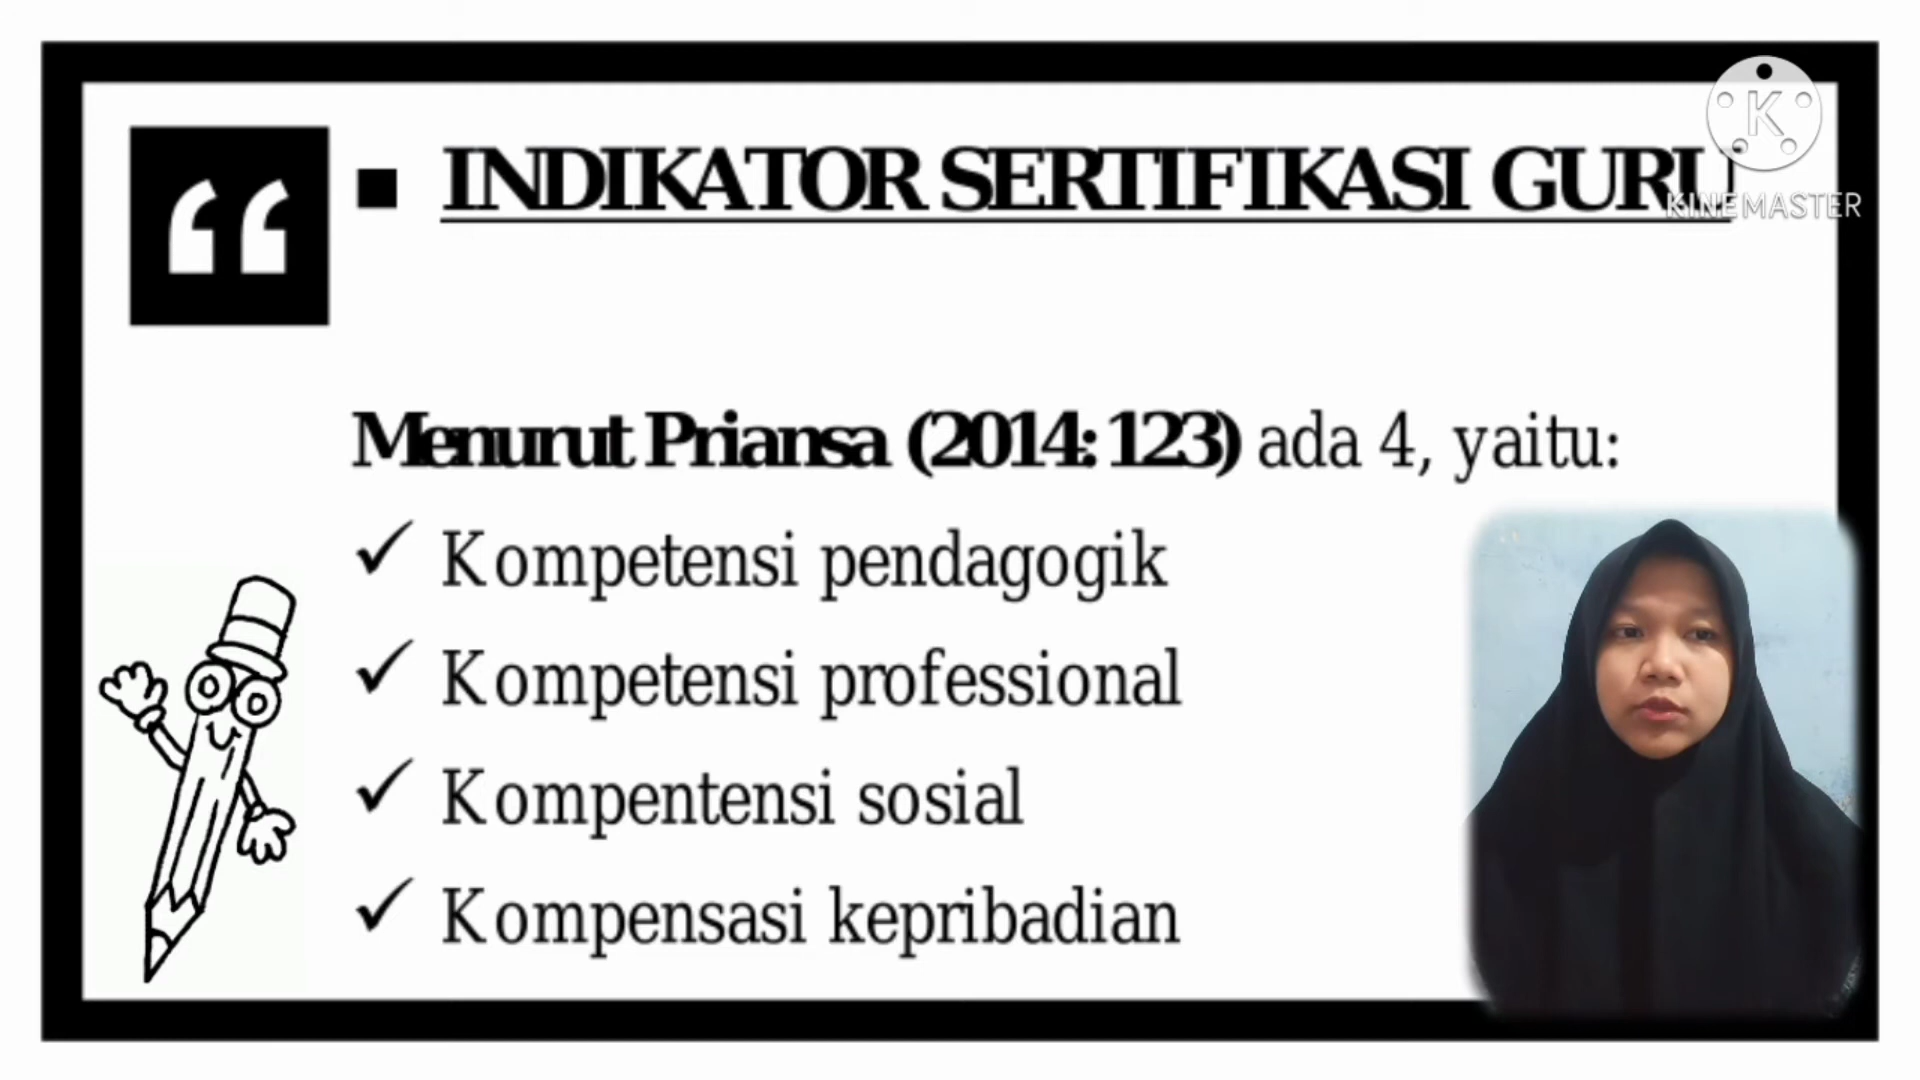 INDIKATOR SERTIFIKASI GURU
KINEMASTER
Menurut Priansa (2014: 123) ada 4, yaitu:
Kompetensi pendagogik
Kompetensi professional
Kompentensi sosial
Kompensasi kepribadian